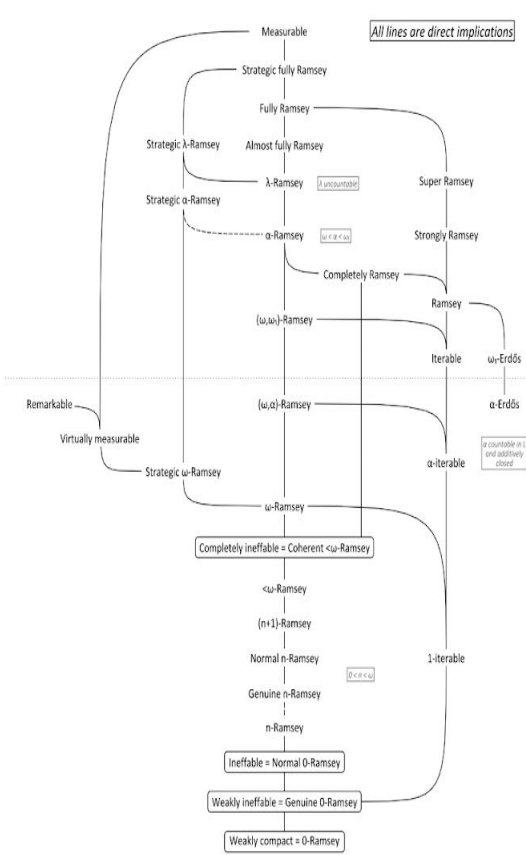 All lines are direct implications
Measurable
Strategic fully Ramsey
Fully Ramsey
Strategic λ-Ramsey
Almost fully Ramsey
λ-Ramsey
λ uncountable
Super Ramsey
Strategic α-Ramsey
α-Ramsey
ω < α < ω₁
Strongly Ramsey
Completely Ramsey
Ramsey
(ω,ω₁)-Ramsey
Iterable
ω₁-Erdős
Remarkable
(ω,α)-Ramsey
α-Erdős
Virtually measurable
α countable in L
and additively
closed
α-iterable
Strategic ω-Ramsey
ω-Ramsey
Completely ineffable = Coherent <ω-Ramsey
<ω-Ramsey
(n+1)-Ramsey
Normal n-Ramsey
1-iterable
0 < n < ω
Genuine n-Ramsey
n-Ramsey
Ineffable = Normal 0-Ramsey
Weakly ineffable = Genuine 0-Ramsey
Weakly compact = 0-Ramsey